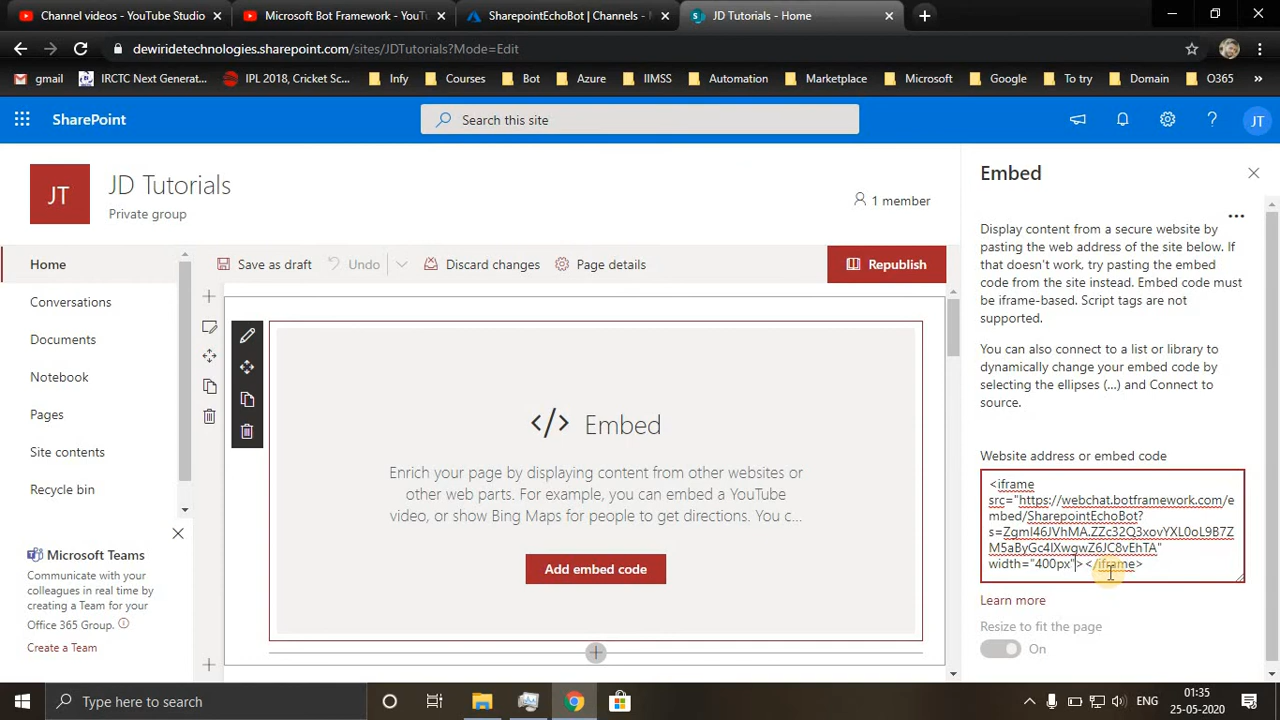 Channel videos - YouTube Studio
Microsoft Bot Framework - YouTu
SharepointEchoBot | Channels -
JD Tutorials - Home
dewiridetechnologies.sharepoint.com/sites/JDTutorials?Mode=Edit
gmail
IRCTC Next Generat...
IPL 2018, Cricket Sc...
Infy
Courses
Bot
Azure
IIMSS
Automation
Marketplace
Microsoft
Google
To try
Domain
O365
»
SharePoint
Search this site
JT
JT
JD Tutorials
Private group
1 member
Home
Conversations
Documents
Notebook
Pages
Site contents
Recycle bin
Microsoft Teams
Communicate with your
colleagues in real-time by
creating a Team for your
Office 365 Group.
Create a Team
Save as draft
Undo
Discard changes
Page details
Republish
</> Embed
Enrich your page by displaying content from other websites or
other web parts. For example, you can embed a YouTube
video, or show Bing Maps for people to get directions. You c...
Add embed code
Embed
Display content from a secure website by
pasting the web address of the site below. If
that doesn't work, try pasting the embed
code from the site instead. Embed code must
be iframe-based. Script tags are not
supported.
You can also connect to a list or library to
dynamically change your embed code by
selecting the ellipses (...) and Connect to
source.
Website address or embed code
<iframe
src="https://webchat.botframework.com/e
mbed/SharepointEchoBot?
s=ZgmI46JVhMA.ZZc32Q3xovYXL0oL9B7Z
M5aByGc4IXwgwZ6JC8vEhTA"
width="400px"></iframe>
Learn more
Resize to fit the page
On
Type here to search
ENG
01:35
25-05-2020